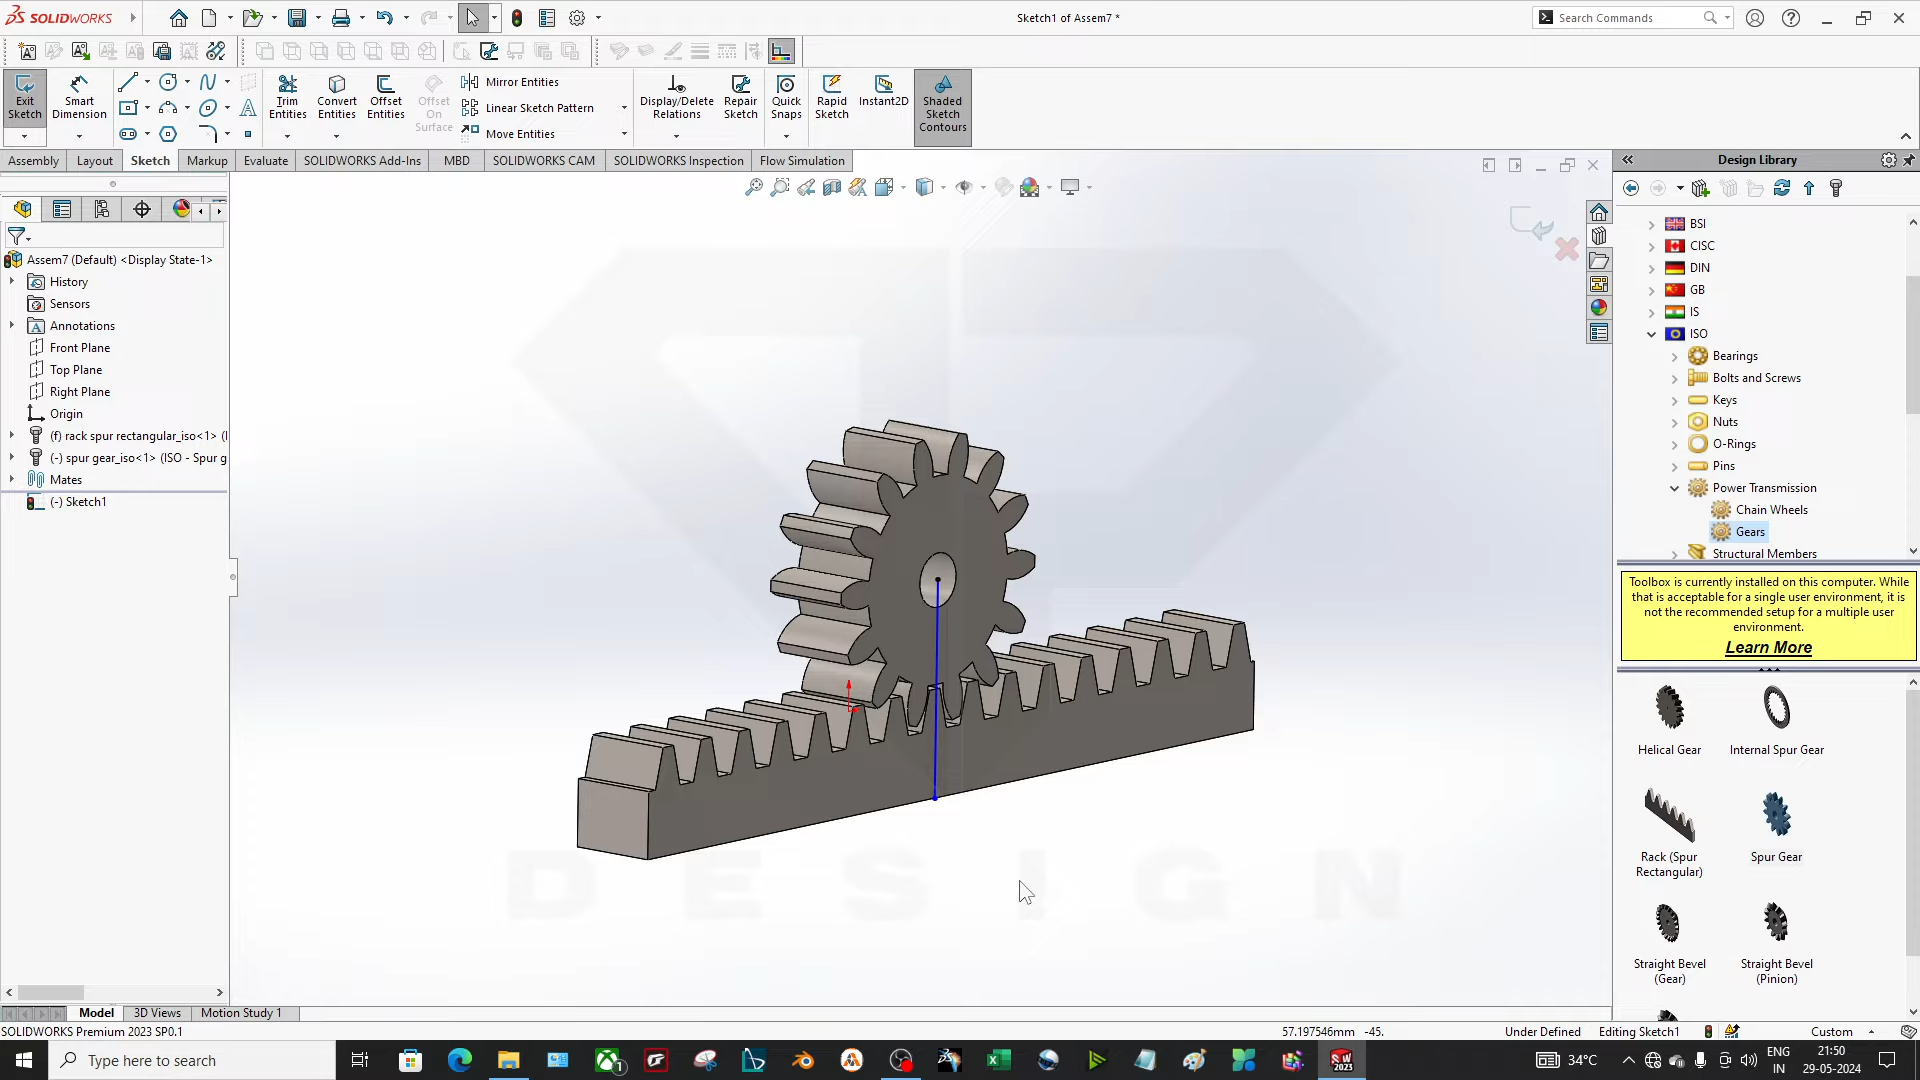 SOLIDWORKS
Sketch1 of Assem7 *
Search Commands
Exit Sketch
Smart Dimension
Trim Entities
Convert Entities
Offset Entities
Offset On Surface
Mirror Entities
Linear Sketch Pattern
Move Entities
Display/Delete Relations
Repair Sketch
Quick Snaps
Rapid Sketch
Instant2D
Shaded Sketch Contours
Assembly
Layout
Sketch
Markup
Evaluate
SOLIDWORKS Add-Ins
MBD
SOLIDWORKS CAM
SOLIDWORKS Inspection
Flow Simulation
Assem7 (Default) <Display State-1>
History
Sensors
Annotations
Front Plane
Top Plane
Right Plane
Origin
(f) rack spur rectangular_iso<1> (I
(-) spur gear_iso<1> (ISO - Spur g
Mates
(-) Sketch1
DESIGN
Design Library
BSI
CISC
DIN
GB
IS
ISO
Bearings
Bolts and Screws
Keys
Nuts
O-Rings
Pins
Power Transmission
Chain Wheels
Gears
Structural Members
Toolbox is currently installed on this computer. While
that is acceptable for a single user environment, it is
not the recommended setup for a multiple user
environment.
Learn More
Helical Gear
Internal Spur Gear
Rack (Spur Rectangular)
Spur Gear
Straight Bevel (Gear)
Straight Bevel (Pinion)
Model
3D Views
Motion Study 1
SOLIDWORKS Premium 2023 SP0.1
57.197546mm -45.
Under Defined
Editing Sketch1
Custom
Type here to search
34°C
ENG
IN
21:50
29-05-2024